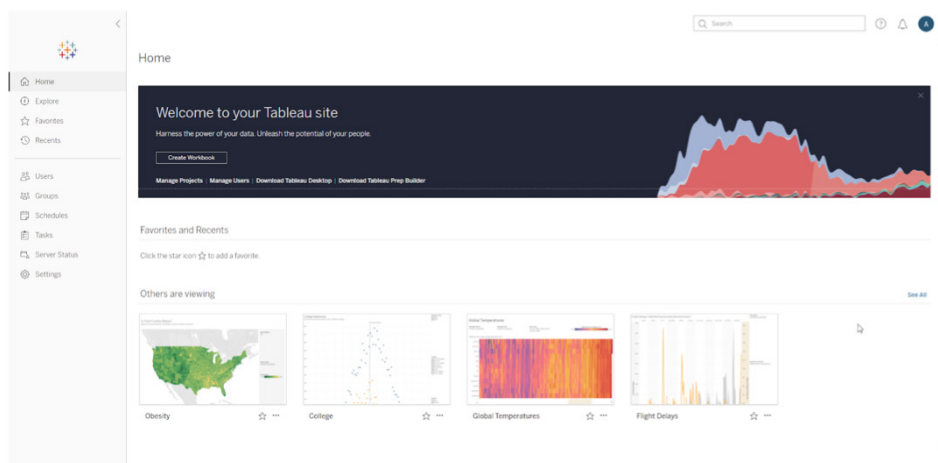 Search
A
Home
Home
Explore
Favorites
Recents
Users
Groups
Schedules
Tasks
Server Status
Settings
Welcome to your Tableau site
Harness the power of your data. Unleash the potential of your people.
Create Workbook
Manage Projects | Manage Users | Download Tableau Desktop | Download Tableau Prep Builder
Favorites and Recents
Click the star icon to add a favorite.
Others are viewing
See All
Global Temperatures
Obesity
College
Global Temperatures
Flight Delays